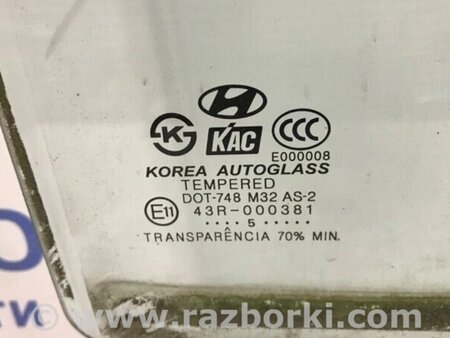 KAC
CCC
E000008
KOREA AUTOGLASS
TEMPERED
DOT-748 M32 AS-2
E11 43R-000381
.... 5 .....
TRANSPARÊNCIA 70% MIN.
TV
© www.razborki.com